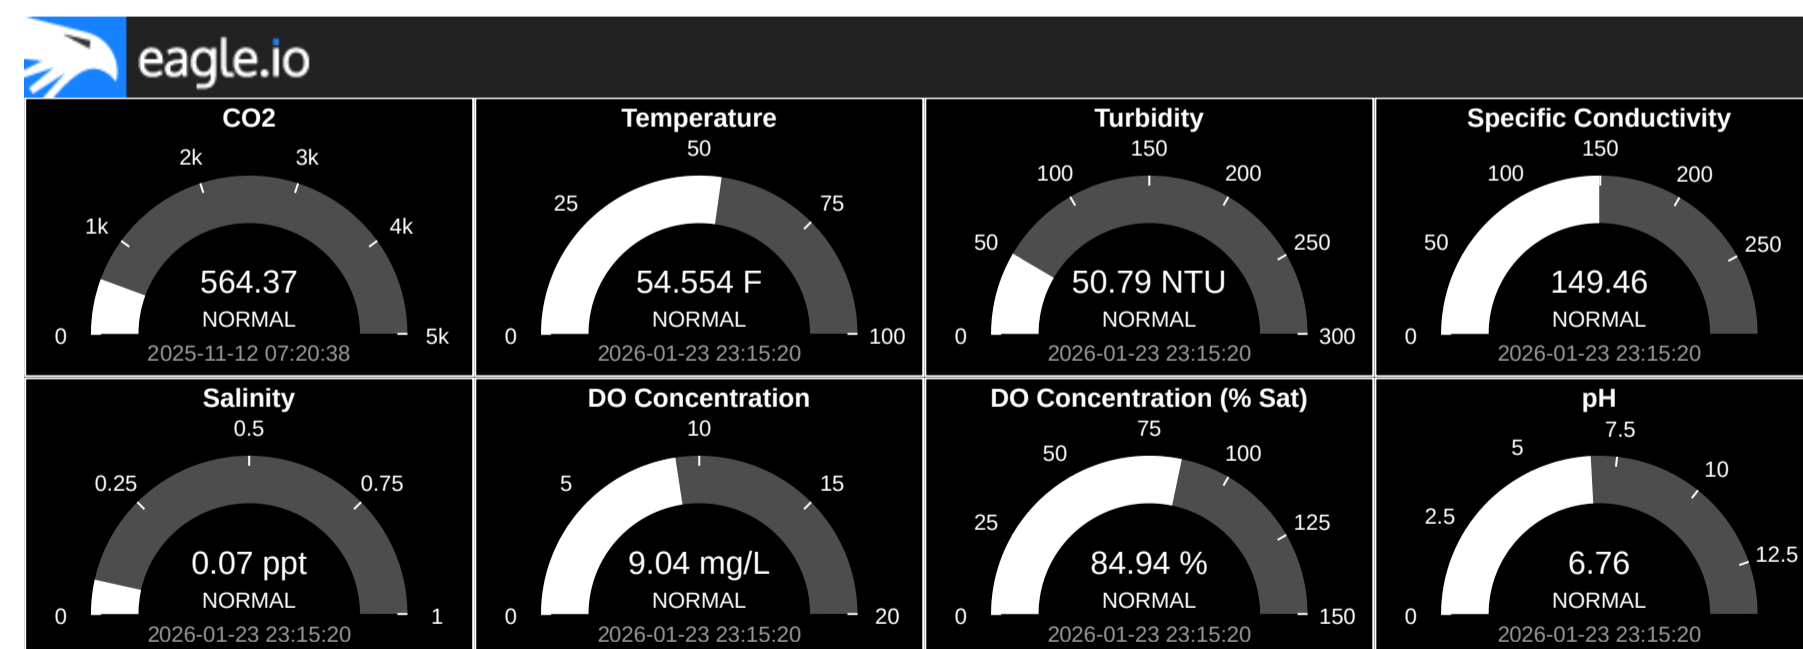 eagle.io
CO2
2k
3k
1k
4k
564.37
NORMAL
0
5k
2025-11-12 07:20:38
Temperature
50
25
75
54.554 F
NORMAL
0
100
2026-01-23 23:15:20
Turbidity
150
100
200
50
250
50.79 NTU
NORMAL
0
300
2026-01-23 23:15:20
Specific Conductivity
150
100
200
50
250
149.46
NORMAL
0
2026-01-23 23:15:20
Salinity
0.5
0.25
0.75
0.07 ppt
NORMAL
0
1
2026-01-23 23:15:20
DO Concentration
10
5
15
9.04 mg/L
NORMAL
0
20
2026-01-23 23:15:20
DO Concentration (% Sat)
75
50
100
25
125
84.94 %
NORMAL
0
150
2026-01-23 23:15:20
pH
7.5
5
10
2.5
12.5
6.76
NORMAL
0
2026-01-23 23:15:20